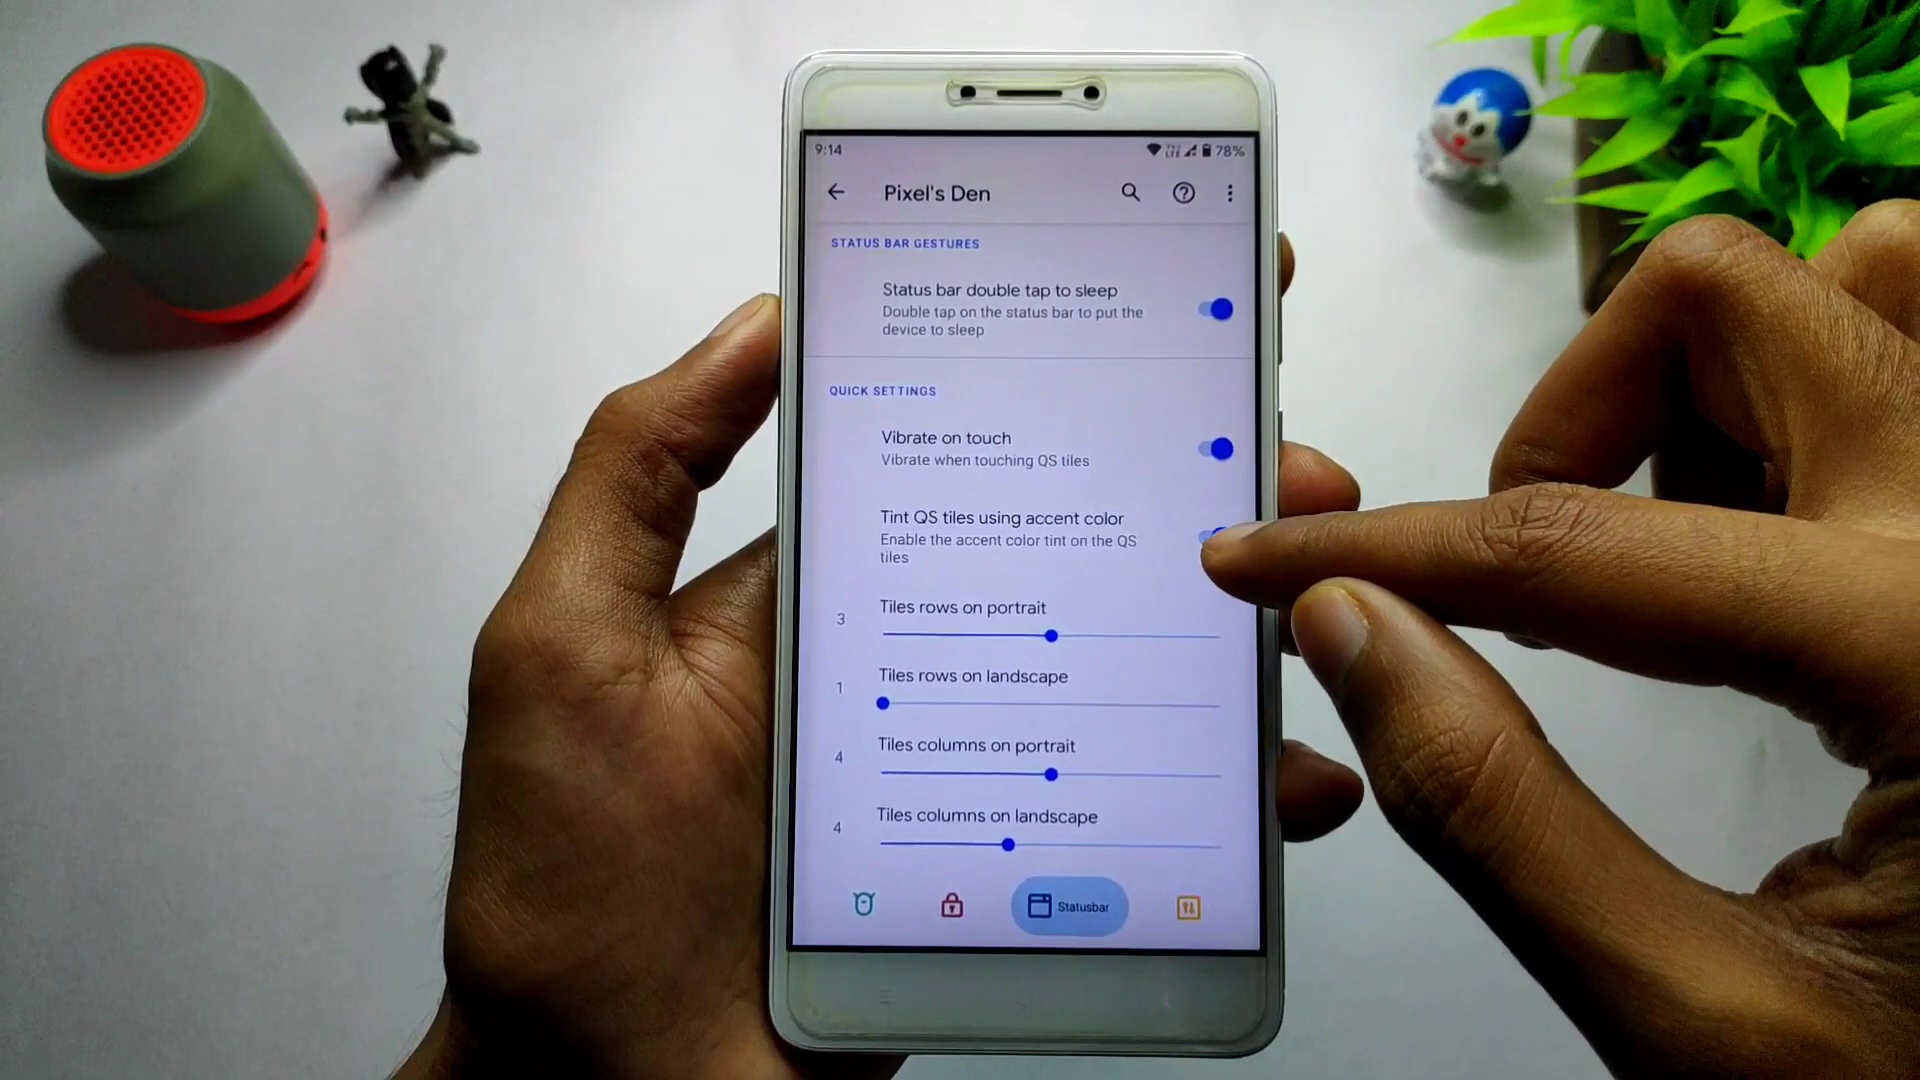 9:14
78%
Pixel's Den
STATUS BAR GESTURES
Status bar double tap to sleep
Double tap on the status bar to put the
device to sleep
QUICK SETTINGS
Vibrate on touch
Vibrate when touching QS tiles
Tint QS tiles using accent color
Enable the accent color tint on the QS
tiles
Tiles rows on portrait
3
Tiles rows on landscape
1
Tiles columns on portrait
4
Tiles columns on landscape
4
Statusbar